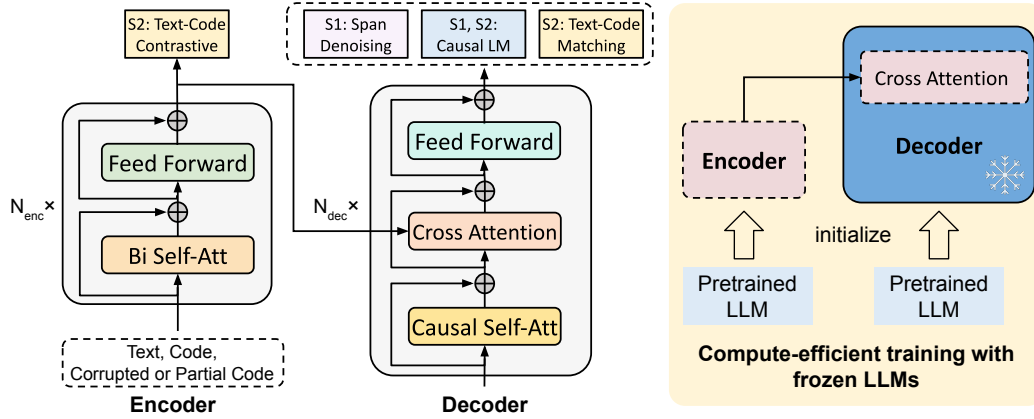 S2: Text-Code
Contrastive
N_enc×
Feed Forward
Bi Self-Att
Text, Code,
Corrupted or Partial Code
Encoder
S1: Span
Denoising
S1, S2:
Causal LM
S2: Text-Code
Matching
N_dec×
Feed Forward
Cross Attention
Causal Self-Att
Decoder
Cross Attention
Encoder
Decoder
initialize
Pretrained
LLM
Pretrained
LLM
Compute-efficient training with
frozen LLMs